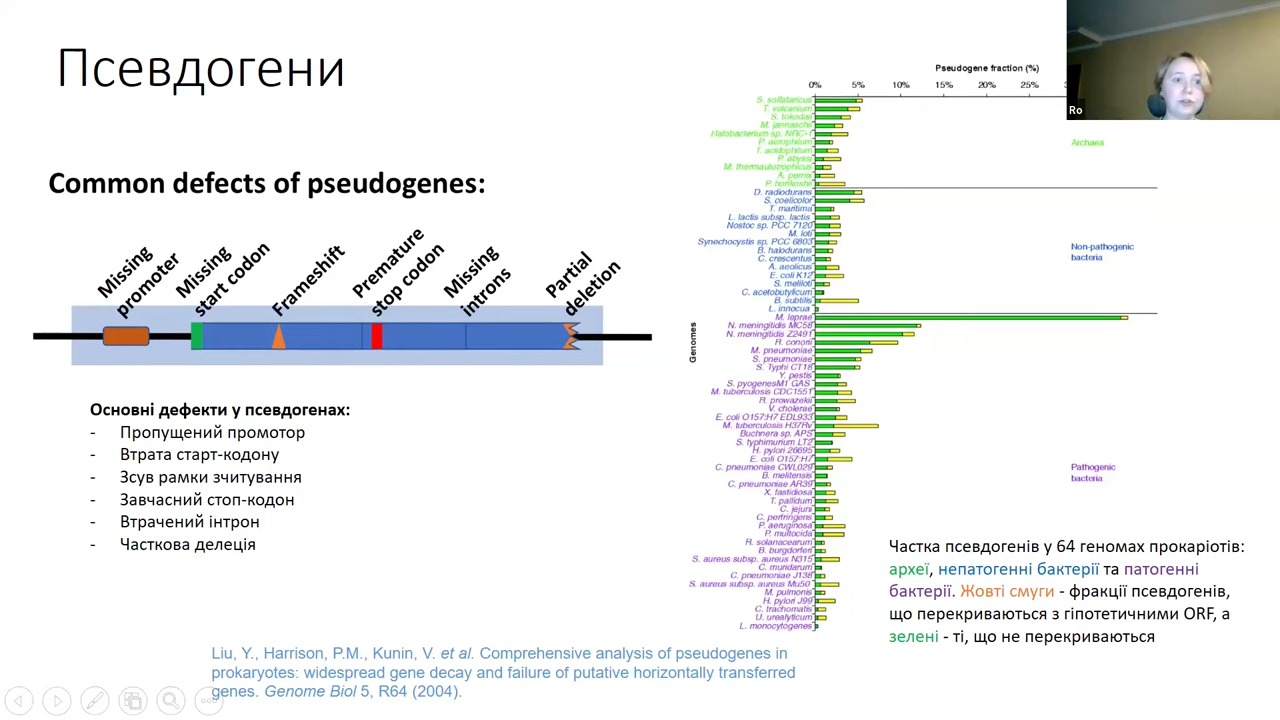 Псевдогени
Common defects of pseudogenes:
Missing
promoter
Missing
start codon
Frameshift
Premature
stop codon
Missing
introns
Partial
deletion
Основні дефекти у псевдогенах:
- Пропущений промотор
- Втрата старт-кодону
- Зсув рамки зчитування
- Завчасний стоп-кодон
- Втрачений інтрон
- Часткова делеція
Pseudogene fraction (%)
0% 5% 10% 15% 20% 25%
Ro
Genomes
S. solfataricus
T. volcanium
S. tokodaii
M. jannaschii
Halobacterium sp. NRC-1
P. aerophilum
T. acidophilum
P. abyssi
M. thermautotrophicus
A. pernix
P. horikoshii
D. radiodurans
S. coelicolor
T. maritima
L. lactis subsp. lactis
Nostoc sp. PCC 7120
M. loti
Synechocystis sp. PCC 6803
B. halodurans
C. crescentus
A. aeolicus
E. coli K12
S. meliloti
C. acetobutylicum
B. subtilis
L. innocua
M. leprae
N. meningitidis MC58
N. meningitidis Z2491
R. conorii
M. pneumoniae
S. pneumoniae
S. Typhi CT18
Y. pestis
S. pyogenesM1 GAS
M. tuberculosis CDC1551
R. prowazekii
V. cholerae
E. coli O157:H7 EDL933
M. tuberculosis H37Rv
Buchnera sp. APS
S. typhimurium LT2
H. pylori 26695
E. coli O157:H7
C. pneumoniae CWL029
B. melitensis
C. pneumoniae AR39
X. fastidiosa
T. pallidum
C. jejuni
C. perfringens
P. aeruginosa
P. multocida
R. solanacearum
B. burgdorferi
S. aureus subsp. aureus N315
C. muridarum
C. pneumoniae J138
S. aureus subsp. aureus Mu50
M. pulmonis
H. pylori J99
C. trachomatis
U. urealyticum
L. monocytogenes
Archaea
Non-pathogenic
bacteria
Pathogenic
bacteria
Частка псевдогенів у 64 геномах прокаріотів:
археї, непатогенні бактерії та патогенні
бактерії. Жовті смуги - фракції псевдогенів,
що перекриваються з гіпотетичними ORF, а
зелені - ті, що не перекриваються
Liu, Y., Harrison, P.M., Kunin, V. et al. Comprehensive analysis of pseudogenes in
prokaryotes: widespread gene decay and failure of putative horizontally transferred
genes. Genome Biol 5, R64 (2004).